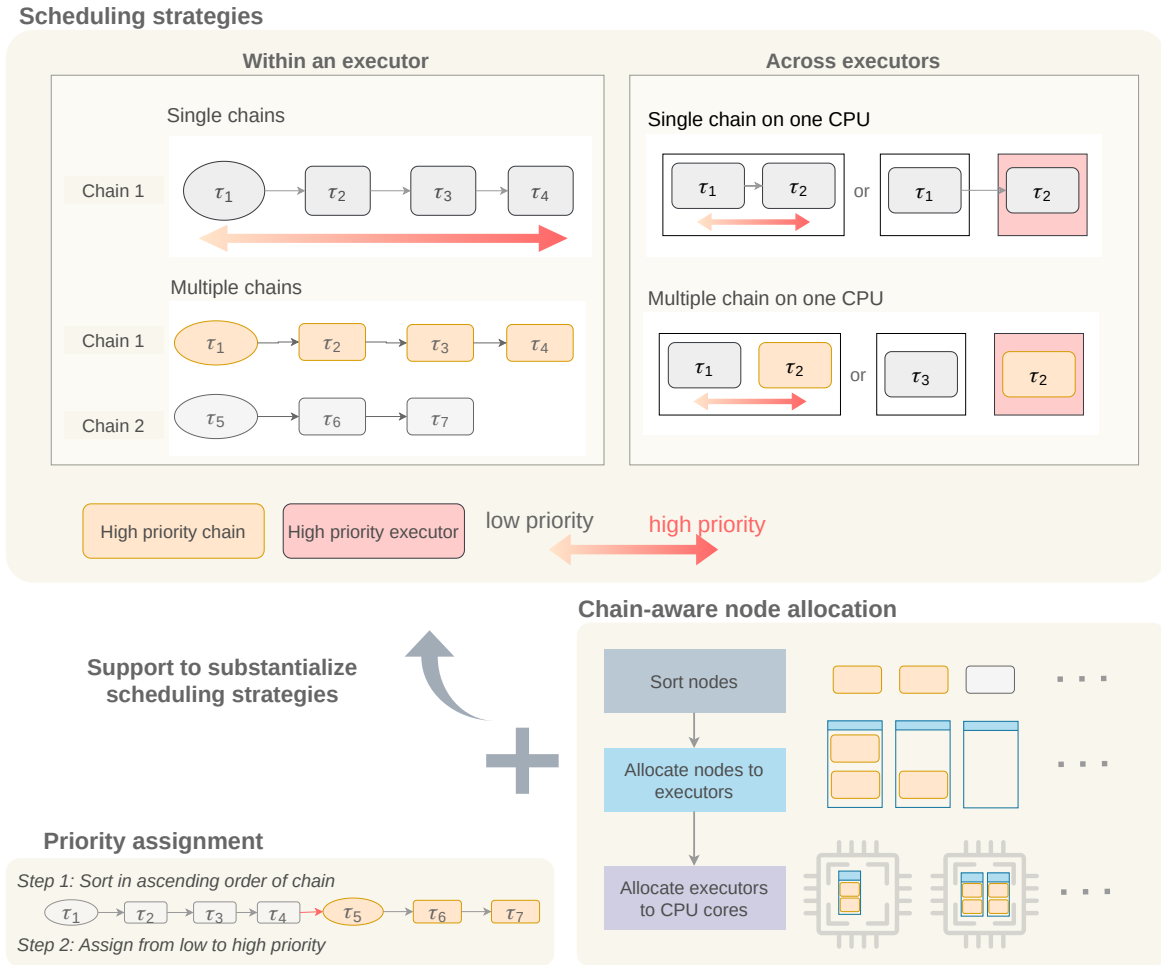 Scheduling strategies
Within an executor
Single chains
Chain 1
τ1
τ2
τ3
τ4
Multiple chains
Chain 1
τ1
τ2
τ3
τ4
Chain 2
τ5
τ6
τ7
Across executors
Single chain on one CPU
τ1
τ2
or
τ1
τ2
Multiple chain on one CPU
τ1
τ2
or
τ3
τ2
High priority chain
High priority executor
low priority
high priority
Support to substantialize
scheduling strategies
Chain-aware node allocation
Sort nodes
Allocate nodes to
executors
Allocate executors
to CPU cores
Priority assignment
Step 1: Sort in ascending order of chain
τ1
τ2
τ3
τ4
τ5
τ6
τ7
Step 2: Assign from low to high priority